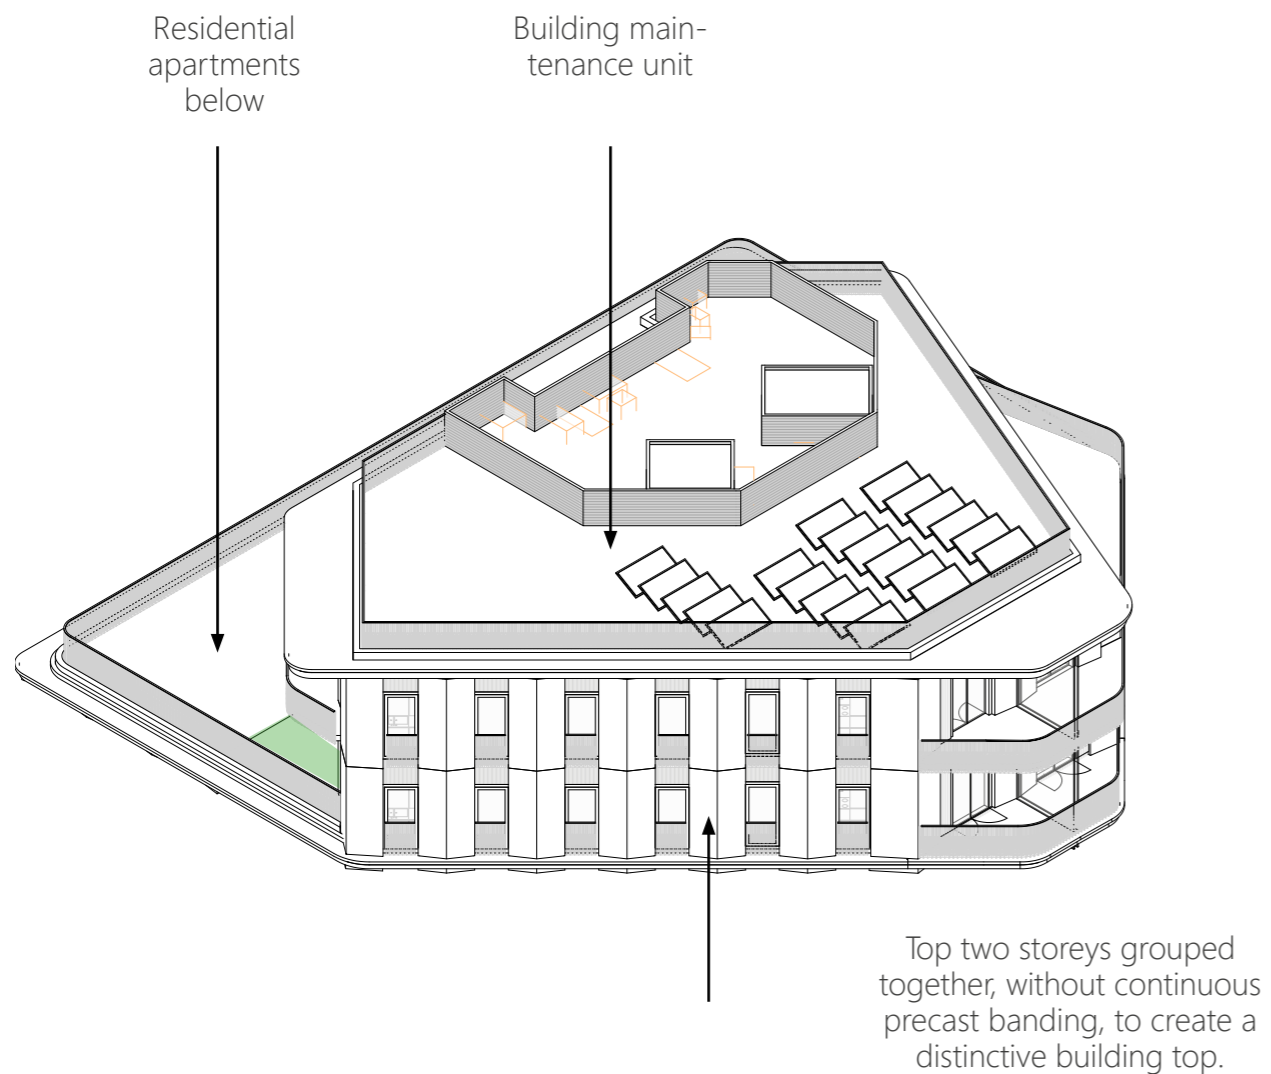 Residential
apartments
below
Building main-
tenance unit
Top two storeys grouped
together, without continuous
precast banding, to create a
distinctive building top.